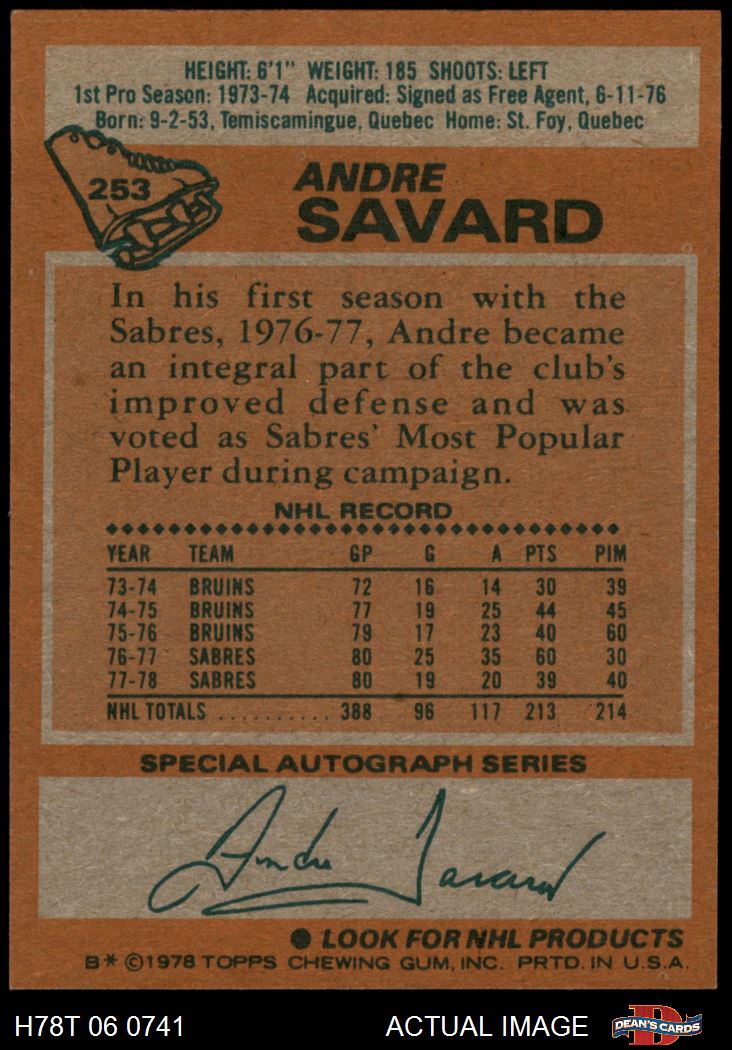 HEIGHT: 6'1" WEIGHT: 185 SHOOTS: LEFT
1st Pro Season: 1973-74 Acquired: Signed as Free Agent, 6-11-76
Born: 9-2-53, Temiscamingue, Quebec Home: St. Foy, Quebec
253
ANDRE
SAVARD
In his first season with the
Sabres, 1976-77, Andre became
an integral part of the club's
improved defense and was
voted as Sabres' Most Popular
Player during campaign.
NHL RECORD
YEAR TEAM GP G A PTS PIM
73-74 BRUINS 72 16 14 30 39
74-75 BRUINS 77 19 25 44 45
75-76 BRUINS 79 17 23 40 60
76-77 SABRES 80 25 35 60 30
77-78 SABRES 80 19 20 39 40
NHL TOTALS .......... 388 96 117 213 214
SPECIAL AUTOGRAPH SERIES
Andre Savard
● LOOK FOR NHL PRODUCTS
B* ©1978 TOPPS CHEWING GUM, INC. PRTD. IN U.S.A.
H78T 06 0741 ACTUAL IMAGE D DEAN'S CARDS